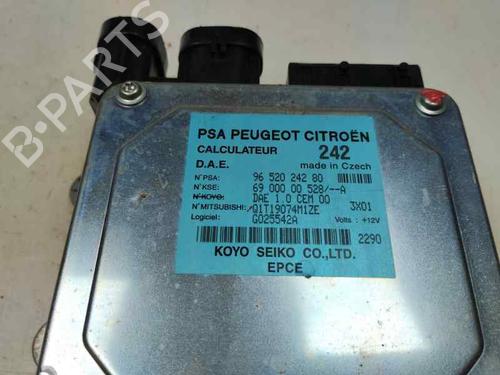 PSA PEUGEOT CITROËN
CALCULATEUR 242
D.A.E. made in Czech
N° PSA: 96 520 242 80
N° KSE: 69 000 00 528/--A
N° KOYO: DAE 1.0 CEM 00
N° MITSUBISHI: Q1T19074M1ZE 3X01
Logiciel: G025542A Volts : +12V
2290
KOYO SEIKO CO.,LTD.
EPCE